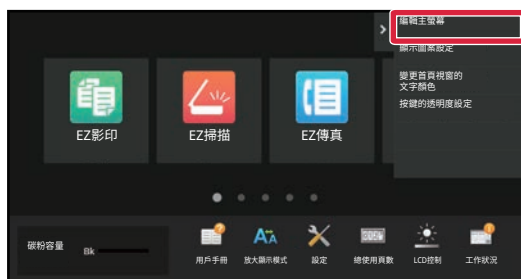 編輯主螢幕
顯示圖案設定
變更首頁視窗的
文字顏色
按鍵的透明度設定
EZ影印
EZ掃描
EZ傳真
碳粉容量
Bk
用戶手冊
放大顯示模式
設定
總使用頁數
LCD控制
工作狀況